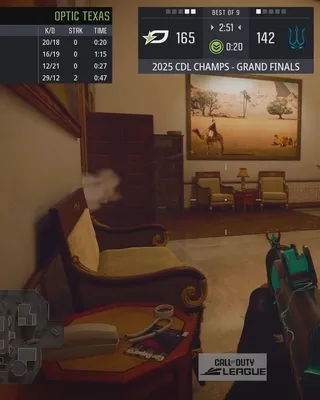 OPTIC TEXAS
K/D STRK TIME
20/18 0 0:20
16/19 0 1:15
12/21 0 0:27
29/12 2 0:47
BEST OF 9
165 2:51 142
0:20
2025 CDL CHAMPS - GRAND FINALS
CALL OF DUTY
LEAGUE